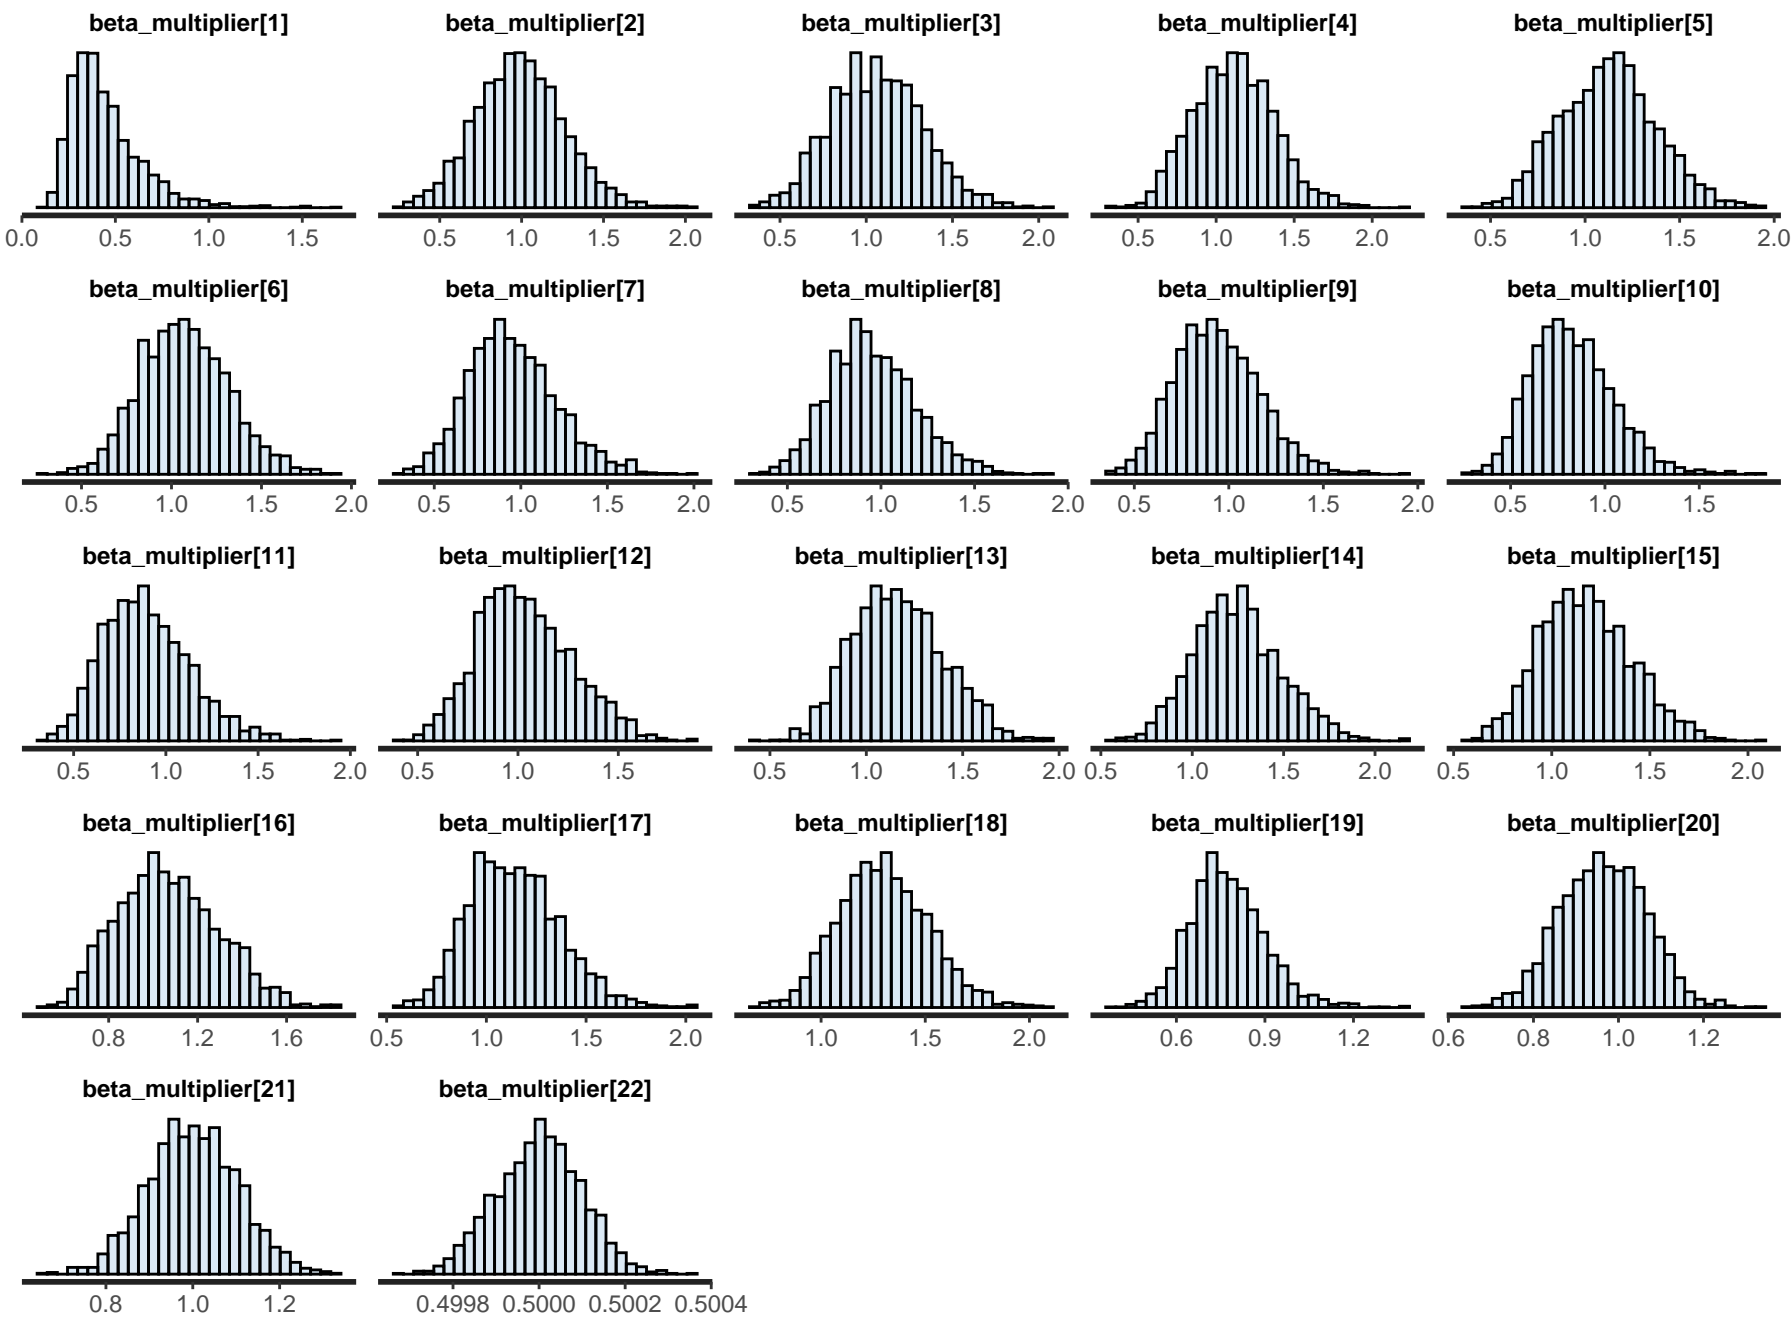 beta_multiplier[1] beta_multiplier[2] beta_multiplier[3] beta_multiplier[4] beta_multiplier[5]
0.0 0.5 1.0 1.5 0.5 1.0 1.5 2.0 0.5 1.0 1.5 2.0 0.5 1.0 1.5 2.0 0.5 1.0 1.5 2.0
beta_multiplier[6] beta_multiplier[7] beta_multiplier[8] beta_multiplier[9] beta_multiplier[10]
0.5 1.0 1.5 2.0 0.5 1.0 1.5 2.0 0.5 1.0 1.5 2.0 0.5 1.0 1.5 2.0 0.5 1.0 1.5
beta_multiplier[11] beta_multiplier[12] beta_multiplier[13] beta_multiplier[14] beta_multiplier[15]
0.5 1.0 1.5 2.0 0.5 1.0 1.5 0.5 1.0 1.5 2.0 0.5 1.0 1.5 2.0 0.5 1.0 1.5 2.0
beta_multiplier[16] beta_multiplier[17] beta_multiplier[18] beta_multiplier[19] beta_multiplier[20]
0.8 1.2 1.6 0.5 1.0 1.5 2.0 1.0 1.5 2.0 0.6 0.9 1.2 0.6 0.8 1.0 1.2
beta_multiplier[21] beta_multiplier[22]
0.8 1.0 1.2 0.4998 0.5000 0.5002 0.5004